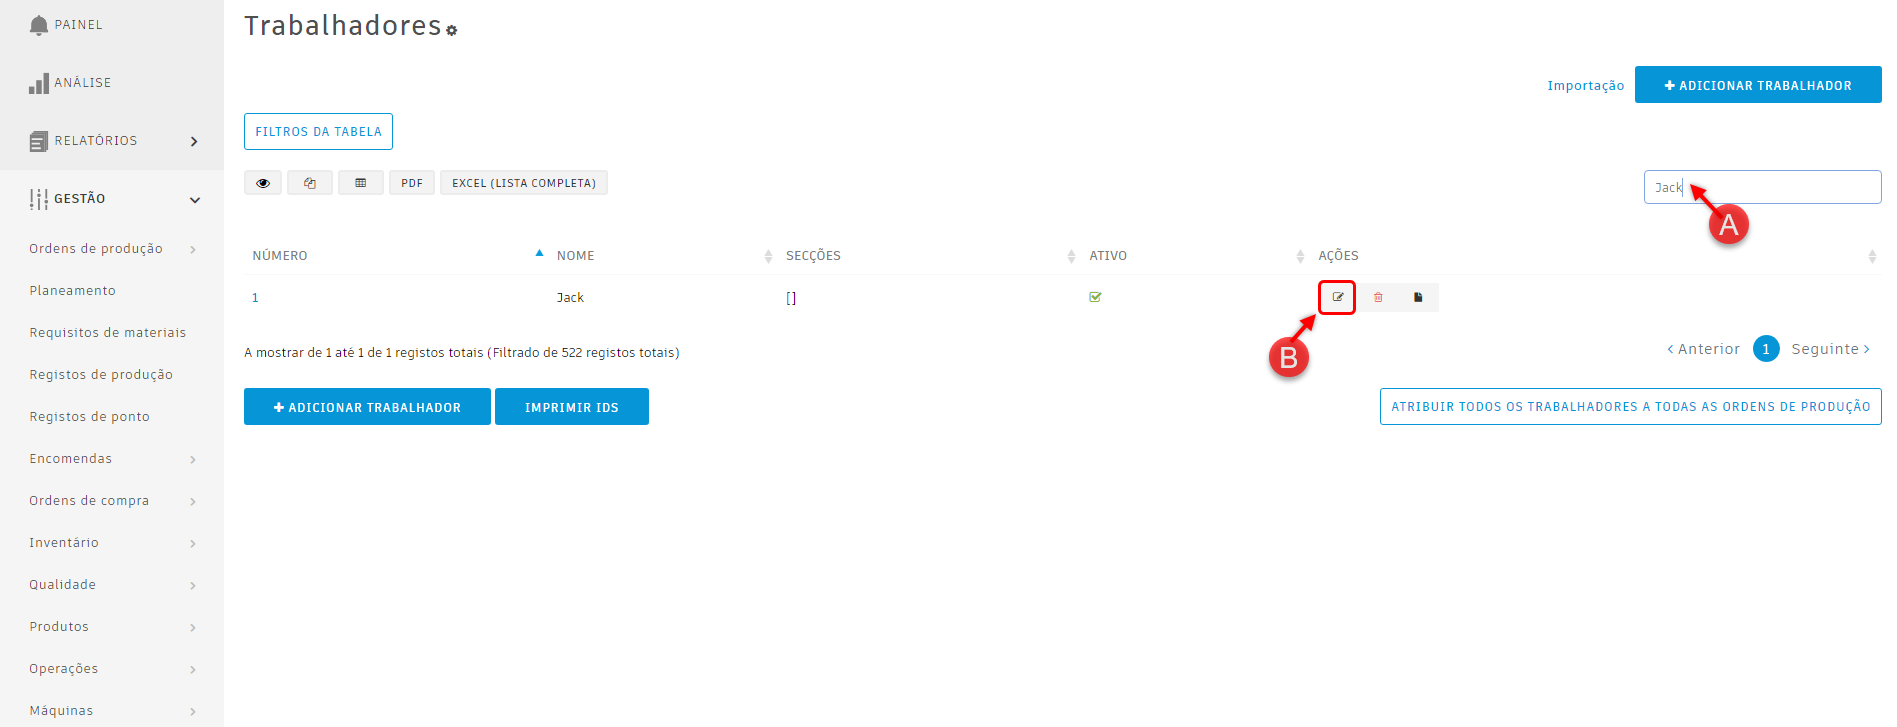 PAINEL
ANÁLISE
RELATÓRIOS
GESTÃO
Ordens de produção
Planeamento
Requisitos de materiais
Registos de produção
Registos de ponto
Encomendas
Ordens de compra
Inventário
Qualidade
Produtos
Operações
Máquinas
Trabalhadores
Importação
ADICIONAR TRABALHADOR
FILTROS DA TABELA
PDF EXCEL (LISTA COMPLETA)
Jack
A
NÚMERO NOME SECÇÕES ATIVO AÇÕES
1 Jack []
B
A mostrar de 1 até 1 de 1 registos totais (Filtrado de 522 registos totais)
Anterior 1 Seguinte
ADICIONAR TRABALHADOR IMPRIMIR IDS
ATRIBUIR TODOS OS TRABALHADORES A TODAS AS ORDENS DE PRODUÇÃO